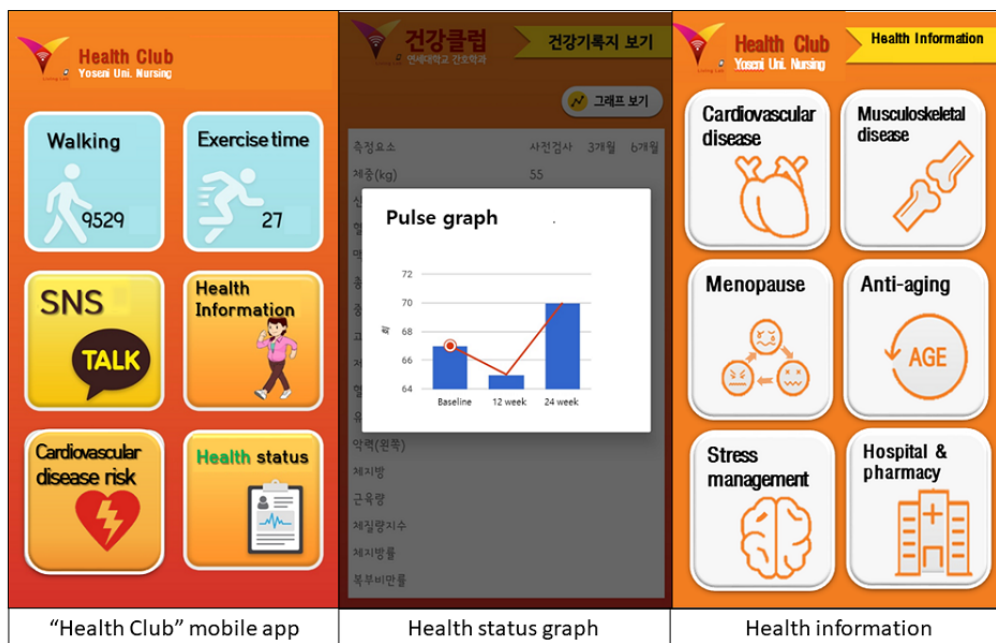 Health Club
Yoseni Uni. Nursing
Living Lab
Walking
9529
Exercise time
27
SNS
TALK
Health
Information
Cardiovascular
disease risk
Health status
"Health Club" mobile app
건강클럽
연세대학교 간호학과
건강기록지 보기
그래프 보기
측정요소 사전검사 3개월 6개월
체중(kg) 55
Pulse graph
72
70
68
66
64
회
Baseline 12 week 24 week
악력(왼쪽)
체지방
근육량
체질량지수
체지방률
복부비만률
Health status graph
Health Club
Yoseni Uni. Nursing
Living Lab
Health Information
Cardiovascular
disease
Musculoskeletal
disease
Menopause
Anti-aging
AGE
Stress
management
Hospital &
pharmacy
Health information